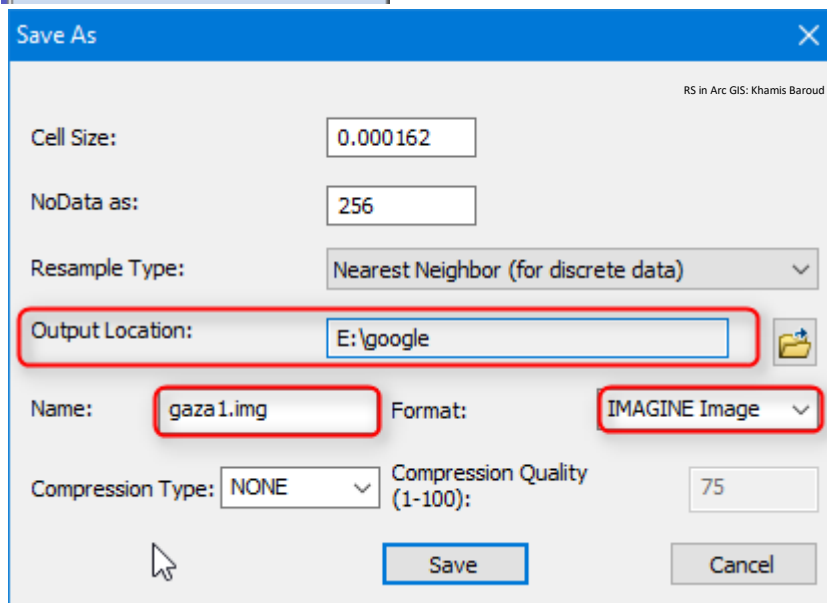 Save As
RS in Arc GIS: Khamis Baroud
Cell Size: 0.000162
NoData as: 256
Resample Type: Nearest Neighbor (for discrete data)
Output Location: E:\google
Name: gaza1.img Format: IMAGINE Image
Compression Type: NONE Compression Quality
(1-100): 75
Save Cancel